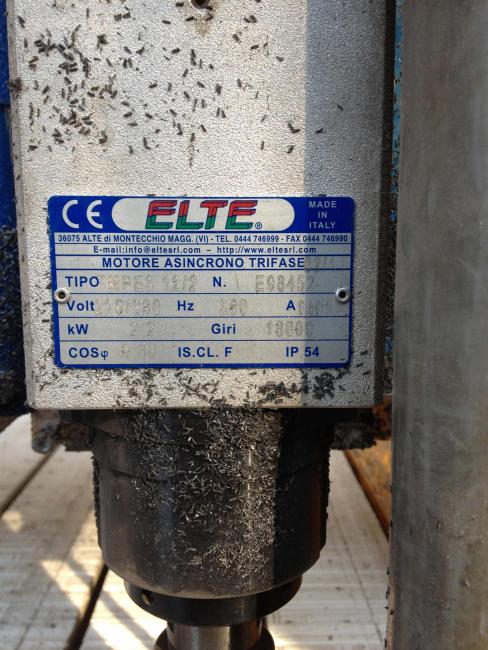 CE ELTE® MADE IN ITALY
36075 ALTE di MONTECCHIO MAGG. (VI) - TEL. 0444 746999 - FAX 0444 746990
E-mail:info@eltesrl.com - http://www.eltesrl.com
MOTORE ASINCRONO TRIFASE
TIPO N. E98452
Volt Hz A
kW 2,2 Giri 18000
COSφ IS.CL. F IP 54